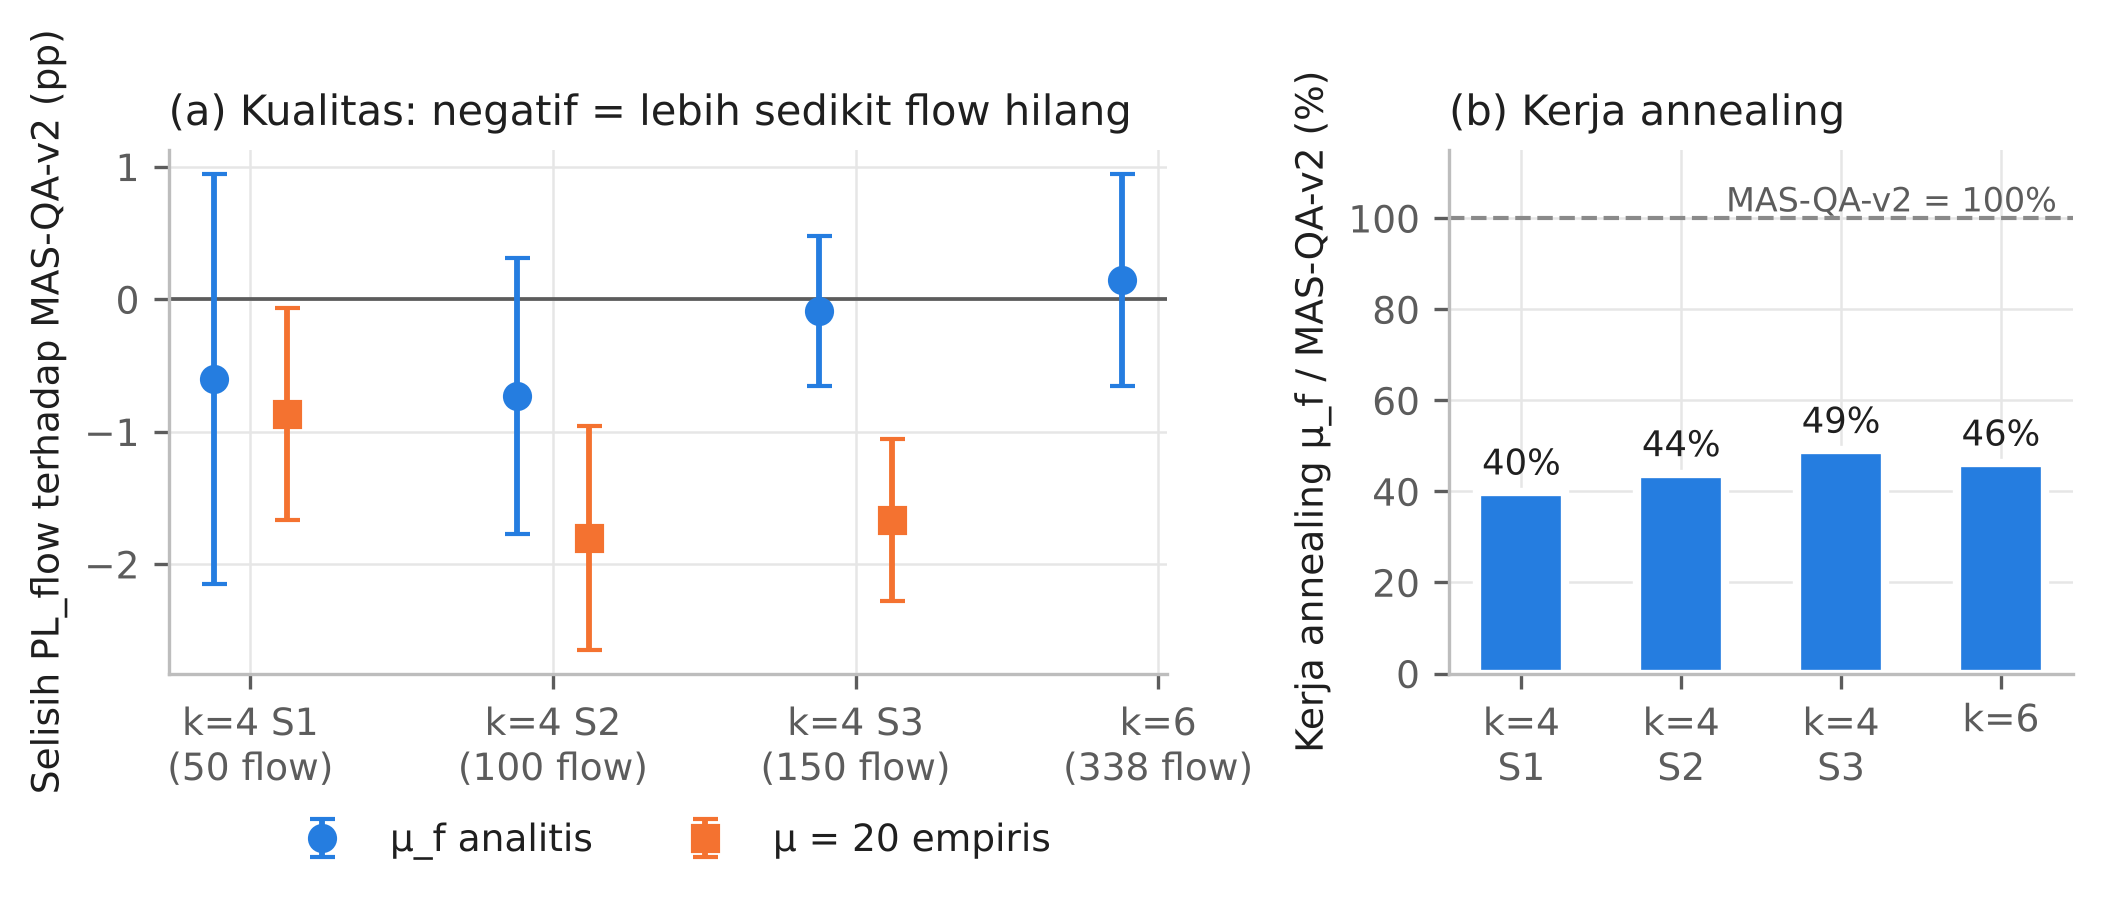 (a) Kualitas: negatif = lebih sedikit flow hilang
Selisih PL_flow terhadap MAS-QA-v2 (pp)
1
0
−1
−2
k=4 S1
(50 flow)
k=4 S2
(100 flow)
k=4 S3
(150 flow)
k=6
(338 flow)
μ_f analitis
μ = 20 empiris
(b) Kerja annealing
Kerja annealing μ_f / MAS-QA-v2 (%)
100
80
60
40
20
0
MAS-QA-v2 = 100%
40%
44%
49%
46%
k=4
S1
k=4
S2
k=4
S3
k=6